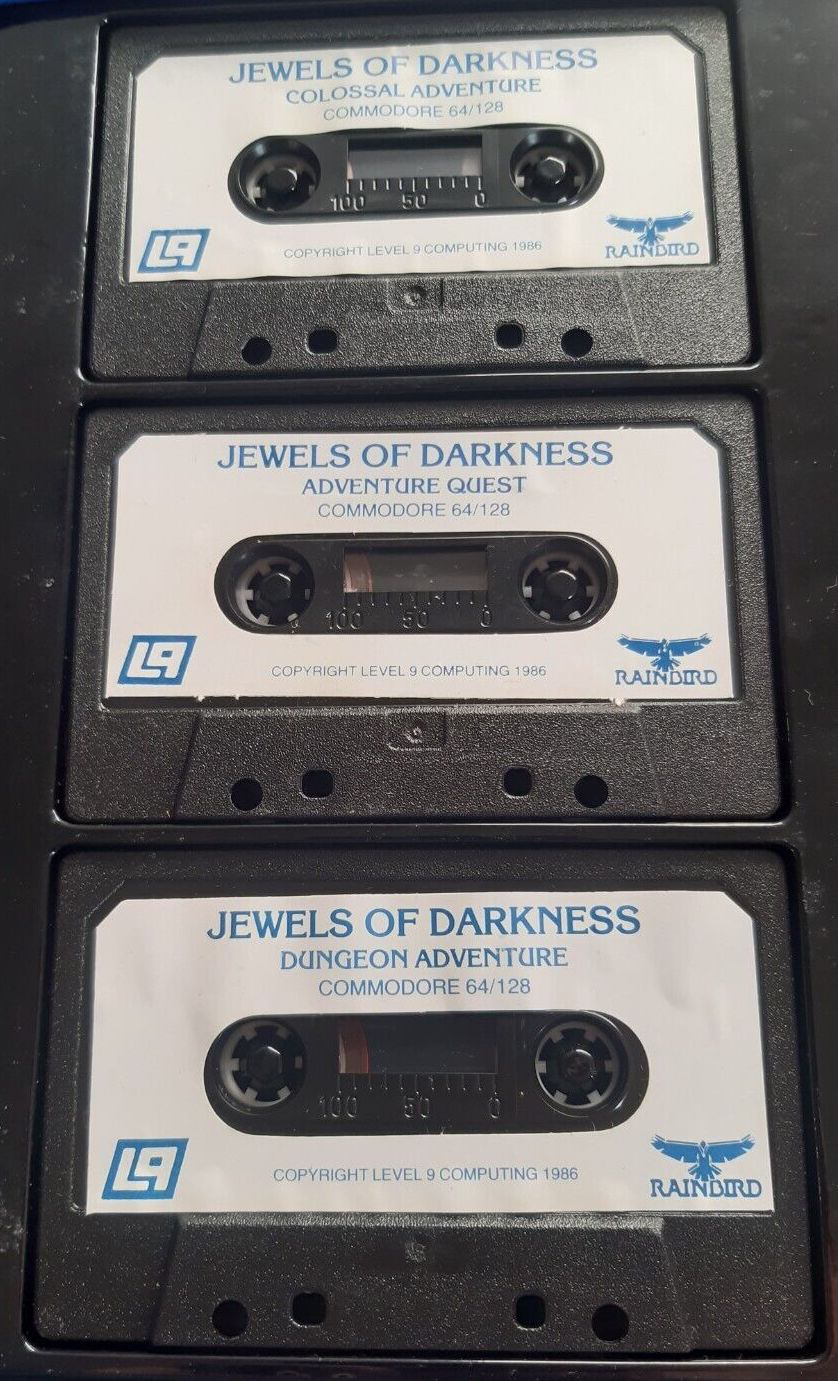 JEWELS OF DARKNESS
COLOSSAL ADVENTURE
COMMODORE 64/128
100 50 0
L9
COPYRIGHT LEVEL 9 COMPUTING 1986
RAINBIRD
JEWELS OF DARKNESS
ADVENTURE QUEST
COMMODORE 64/128
100 50 0
L9
COPYRIGHT LEVEL 9 COMPUTING 1986
RAINBIRD
JEWELS OF DARKNESS
DUNGEON ADVENTURE
COMMODORE 64/128
100 50 0
L9
COPYRIGHT LEVEL 9 COMPUTING 1986
RAINBIRD